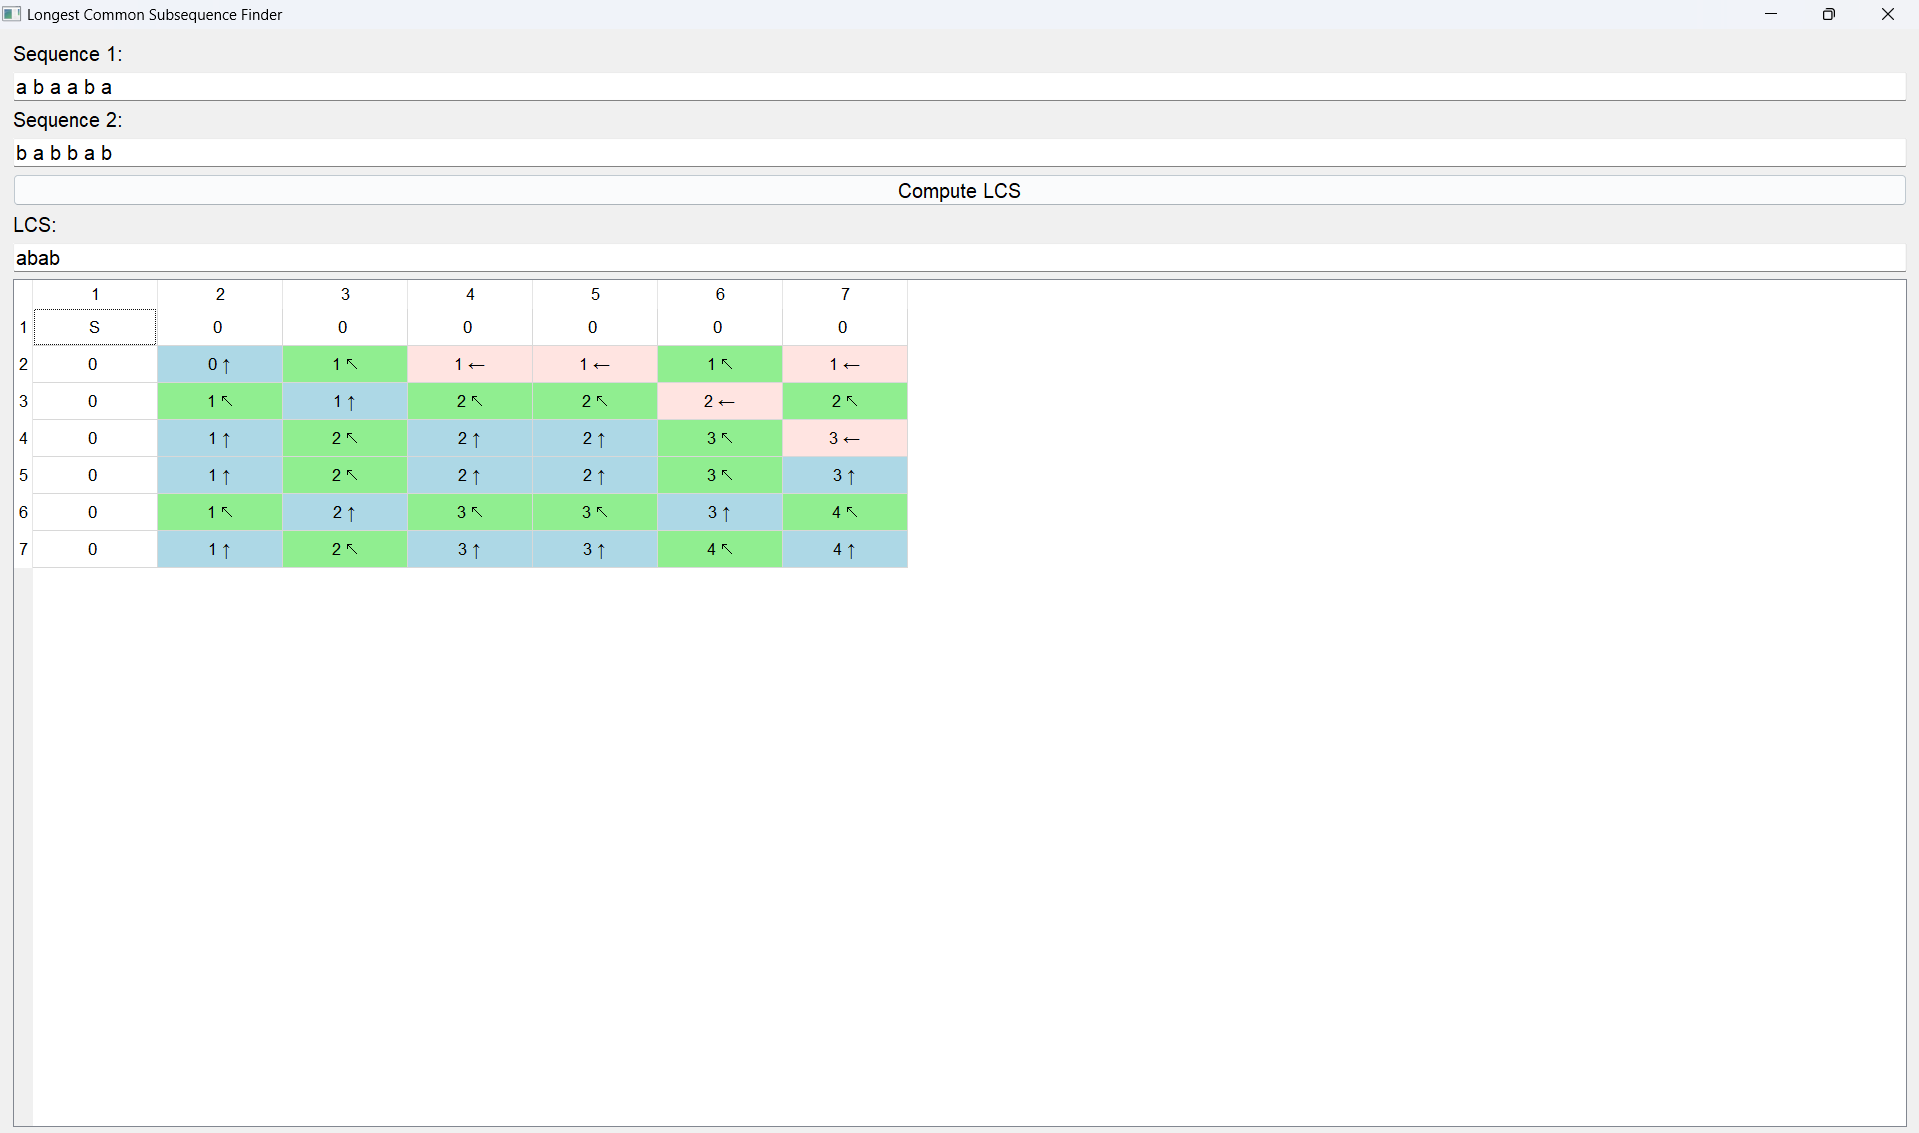 Longest Common Subsequence Finder
Sequence 1:
a b a a b a
Sequence 2:
b a b b a b
Compute LCS
LCS:
abab
1 2 3 4 5 6 7
1 S 0 0 0 0 0 0
2 0 0↑ 1↖ 1← 1← 1↖ 1←
3 0 1↖ 1↑ 2↖ 2↖ 2← 2↖
4 0 1↑ 2↖ 2↑ 2↑ 3↖ 3←
5 0 1↑ 2↖ 2↑ 2↑ 3↖ 3↑
6 0 1↖ 2↑ 3↖ 3↖ 3↑ 4↖
7 0 1↑ 2↖ 3↑ 3↑ 4↖ 4↑